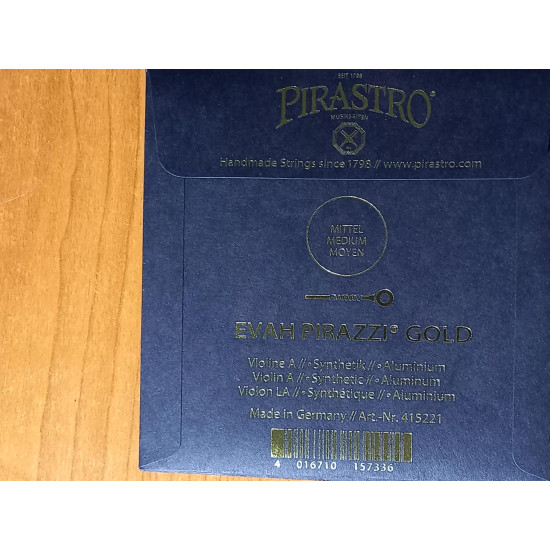 SEIT 1798
PIRASTRO®
MUSIKSAITEN
Handmade Strings since 1798 // www.pirastro.com
MITTEL
MEDIUM
MOYEN
EVAH PIRAZZI® GOLD
Violine A // Synthetik // Aluminium
Violin A // Synthetic // Aluminum
Violon LA // Synthétique // Aluminium
Made in Germany // Art.-Nr. 415221
4 016710 157336